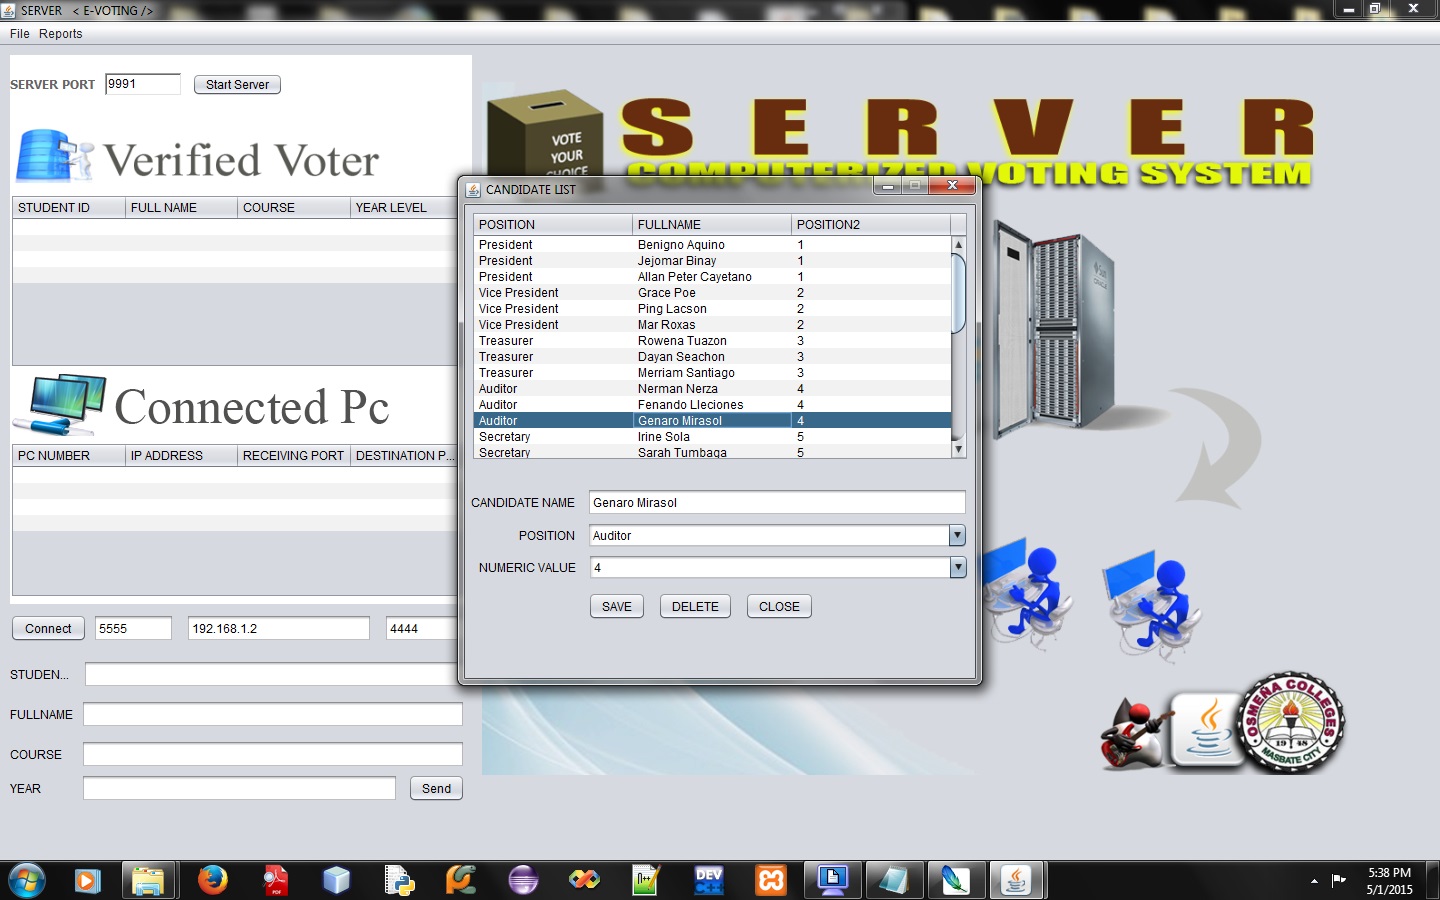 SERVER < E-VOTING />
File Reports
SERVER PORT 9991 Start Server
Verified Voter
STUDENT ID FULL NAME COURSE YEAR LEVEL
Connected Pc
PC NUMBER IP ADDRESS RECEIVING PORT DESTINATION P...
Connect 5555 192.168.1.2 4444
STUDEN...
FULLNAME
COURSE
YEAR Send
VOTE
YOUR
CHOICE
SERVER
COMPUTERIZED VOTING SYSTEM
CANDIDATE LIST
POSITION FULLNAME POSITION2
President Benigno Aquino 1
President Jejomar Binay 1
President Allan Peter Cayetano 1
Vice President Grace Poe 2
Vice President Ping Lacson 2
Vice President Mar Roxas 2
Treasurer Rowena Tuazon 3
Treasurer Dayan Seachon 3
Treasurer Merriam Santiago 3
Auditor Nerman Nerza 4
Auditor Fenando Lleciones 4
Auditor Genaro Mirasol 4
Secretary Irine Sola 5
Secretary Sarah Tumbaga 5
CANDIDATE NAME Genaro Mirasol
POSITION Auditor
NUMERIC VALUE 4
SAVE DELETE CLOSE
OSMEÑA COLLEGES
1948
MASBATE CITY
PDF
N++
DEV
C++
5:38 PM
5/1/2015